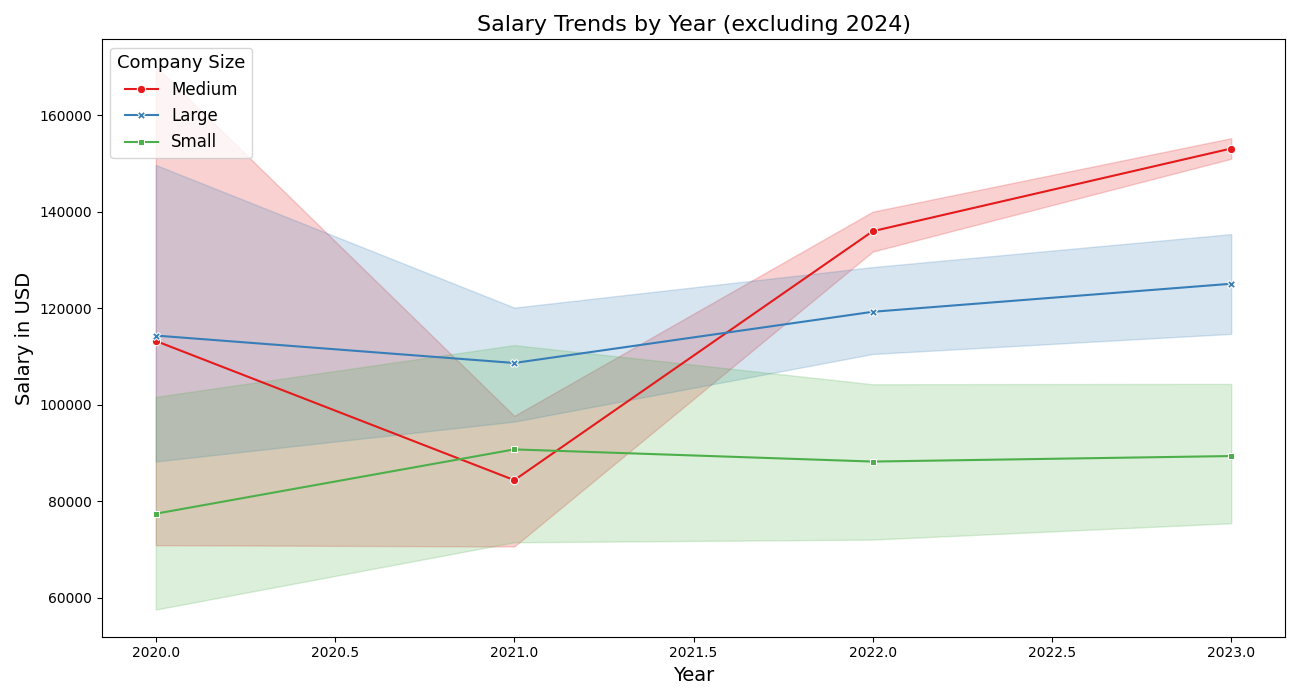 Salary Trends by Year (excluding 2024)
Company Size
Medium
Large
Small
Salary in USD
160000
140000
120000
100000
80000
60000
2020.0
2020.5
2021.0
2021.5
2022.0
2022.5
2023.0
Year